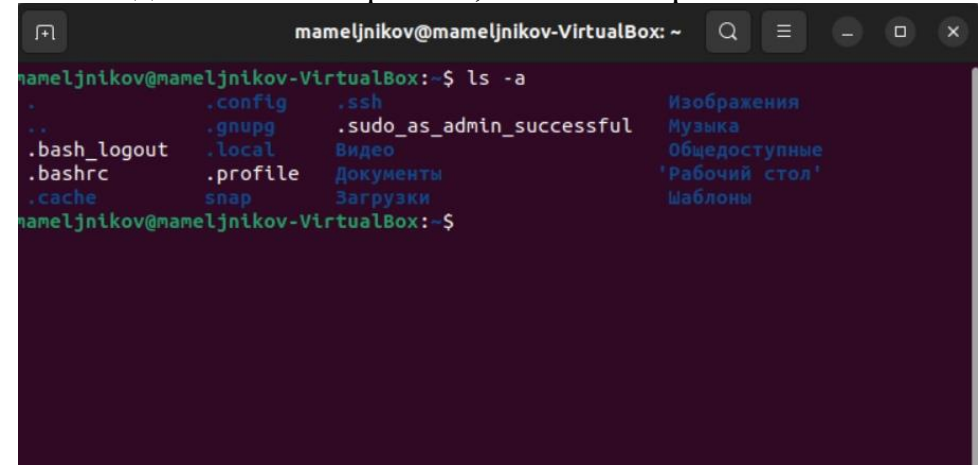 mameljnikov@mameljnikov-VirtualBox: ~
mameljnikov@mameljnikov-VirtualBox:~$ ls -a
. .config .ssh Изображения
.. .gnupg .sudo_as_admin_successful Музыка
.bash_logout .local Видео Общедоступные
.bashrc .profile Документы 'Рабочий стол'
.cache snap Загрузки Шаблоны
mameljnikov@mameljnikov-VirtualBox:~$